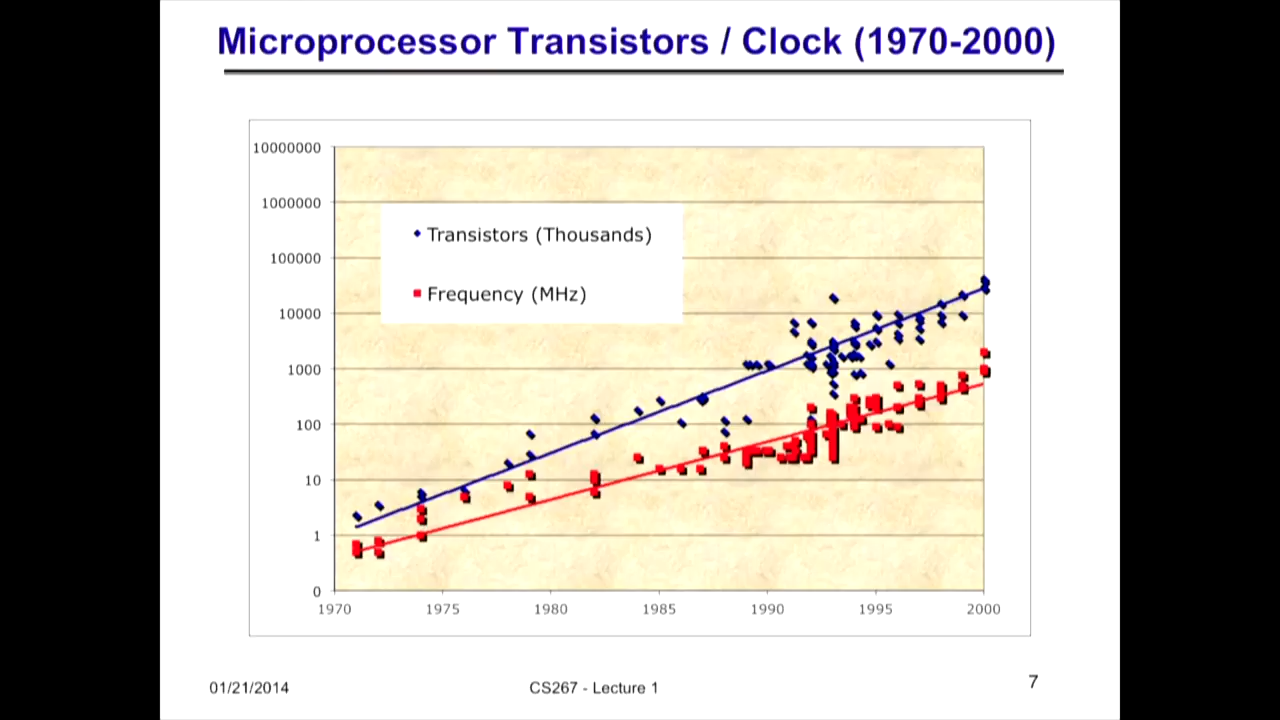 Microprocessor Transistors / Clock (1970-2000)
10000000
1000000
100000
10000
1000
100
10
1
0
Transistors (Thousands)
Frequency (MHz)
1970 1975 1980 1985 1990 1995 2000
01/21/2014 CS267 - Lecture 1 7